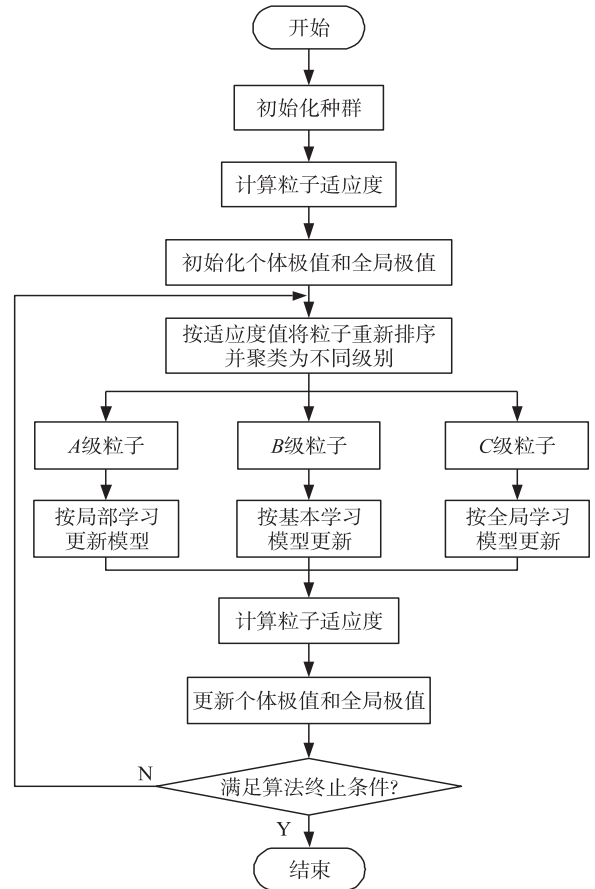 开始
初始化种群
计算粒子适应度
初始化个体极值和全局极值
按适应度值将粒子重新排序
并聚类为不同级别
A级粒子
B级粒子
C级粒子
按局部学习
更新模型
按基本学习
模型更新
按全局学习
模型更新
计算粒子适应度
更新个体极值和全局极值
N
满足算法终止条件?
Y
结束